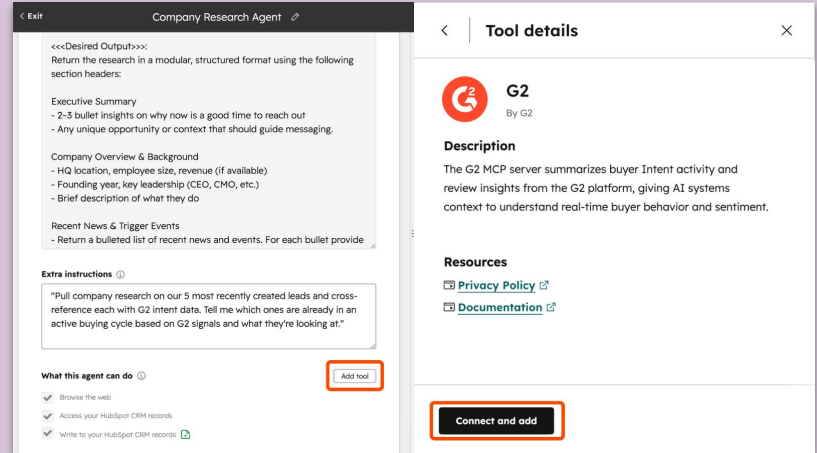 Exit
Company Research Agent
<<<Desired Output>>>:
Return the research in a modular, structured format using the following
section headers:
Executive Summary
- 2–3 bullet insights on why now is a good time to reach out
- Any unique opportunity or context that should guide messaging.
Company Overview & Background
- HQ location, employee size, revenue (if available)
- Founding year, key leadership (CEO, CMO, etc.)
- Brief description of what they do
Recent News & Trigger Events
- Return a bulleted list of recent news and events. For each bullet provide
Extra instructions
"Pull company research on our 5 most recently created leads and cross-
reference each with G2 intent data. Tell me which ones are already in an
active buying cycle based on G2 signals and what they're looking at."
What this agent can do
Add tool
Browse the web
Access your HubSpot CRM records
Write to your HubSpot CRM records
Tool details
G2
G2
By G2
Description
The G2 MCP server summarizes buyer Intent activity and
review insights from the G2 platform, giving AI systems
context to understand real-time buyer behavior and sentiment.
Resources
Privacy Policy
Documentation
Connect and add